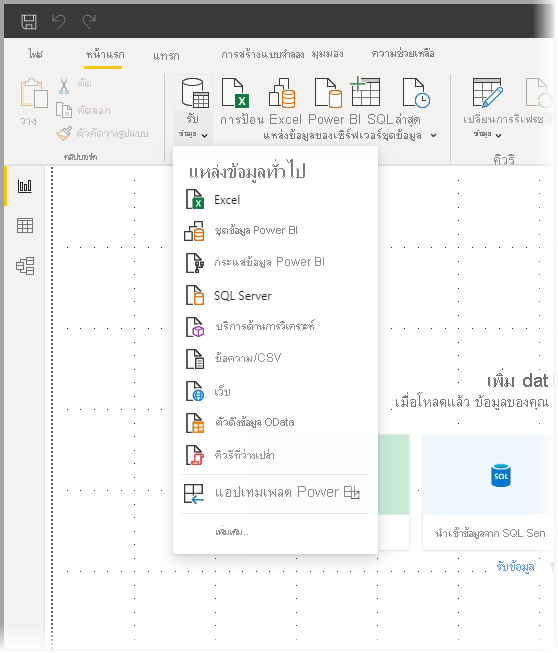 ไฟล์ หน้าแรก แทรก การสร้างแบบจำลอง มุมมอง ความช่วยเหลือ
วาง
ตัด
คัดลอก
ตัวคัดวางรูปแบบ
คลิปบอร์ด
รับ
ข้อมูล
การป้อน Excel Power BI SQL ล่าสุด
แหล่งข้อมูลของเซิร์ฟเวอร์ชุดข้อมูล
เปลี่ยนการรีเฟรช
ข้อมูล
คิวรี
แหล่งข้อมูลทั่วไป
Excel
ชุดข้อมูล Power BI
กระแสข้อมูล Power BI
SQL Server
บริการด้านการวิเคราะห์
ข้อความ/CSV
เว็บ
ตัวดึงข้อมูล OData
คิวรีที่ว่างเปล่า
แอปเทมเพลต Power BI
เพิ่มเติม...
เพิ่ม dat
เมื่อโหลดแล้ว ข้อมูลของคุณ
SQL
นำเข้าข้อมูลจาก SQL Serv
รับข้อมูล